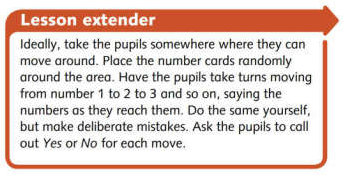 Lesson extender
Ideally, take the pupils somewhere where they can
move around. Place the number cards randomly
around the area. Have the pupils take turns moving
from number 1 to 2 to 3 and so on, saying the
numbers as they reach them. Do the same yourself,
but make deliberate mistakes. Ask the pupils to call
out Yes or No for each move.